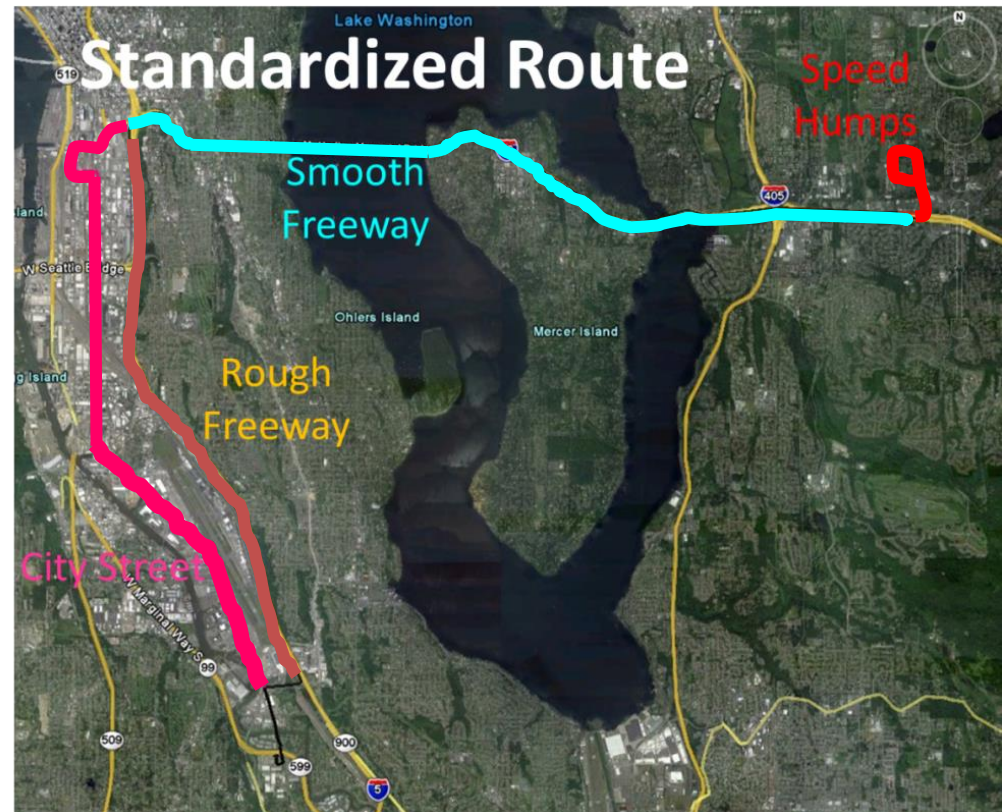 Lake Washington
N
519
Standardized Route
Speed
Humps
Smooth
Freeway
405
W Seattle Bridge
Ohlers Island
Mercer Island
Rough
Freeway
City Street
W Marginal Way S
99
509
900
599
5